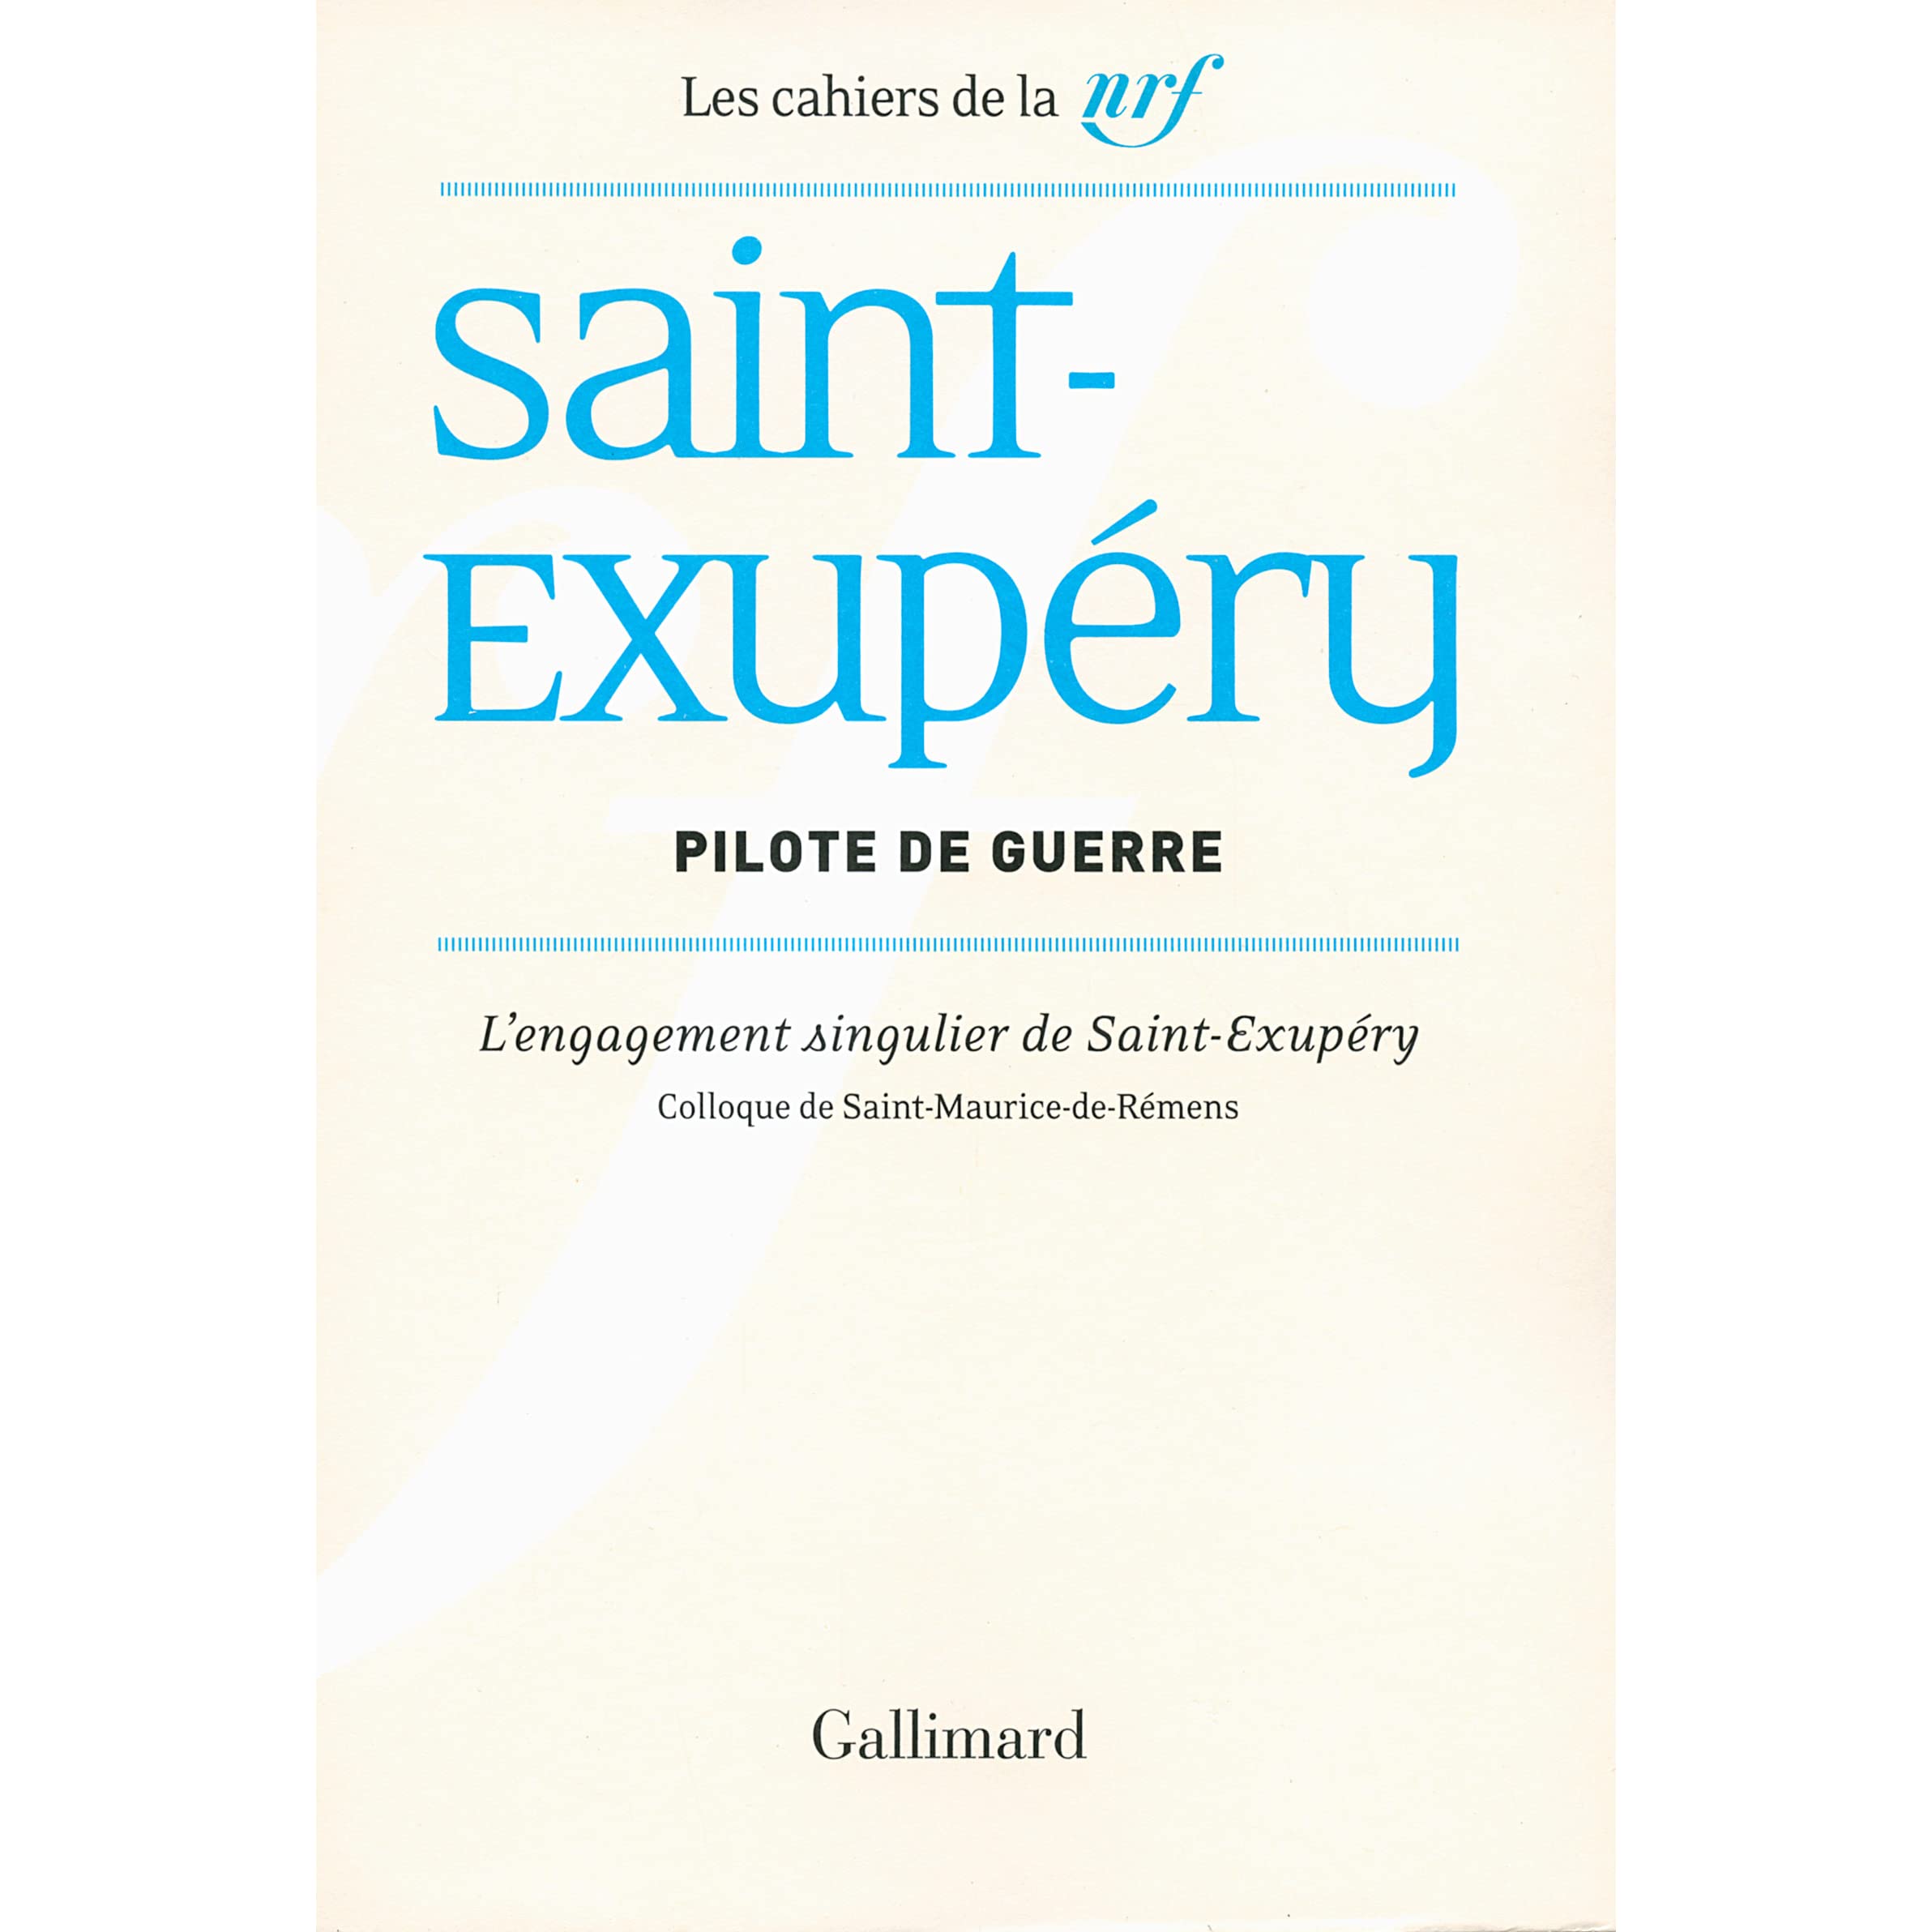 Les cahiers de la nrf
saint-
Exupéry
PILOTE DE GUERRE
L'engagement singulier de Saint-Exupéry
Colloque de Saint-Maurice-de-Rémens
Gallimard